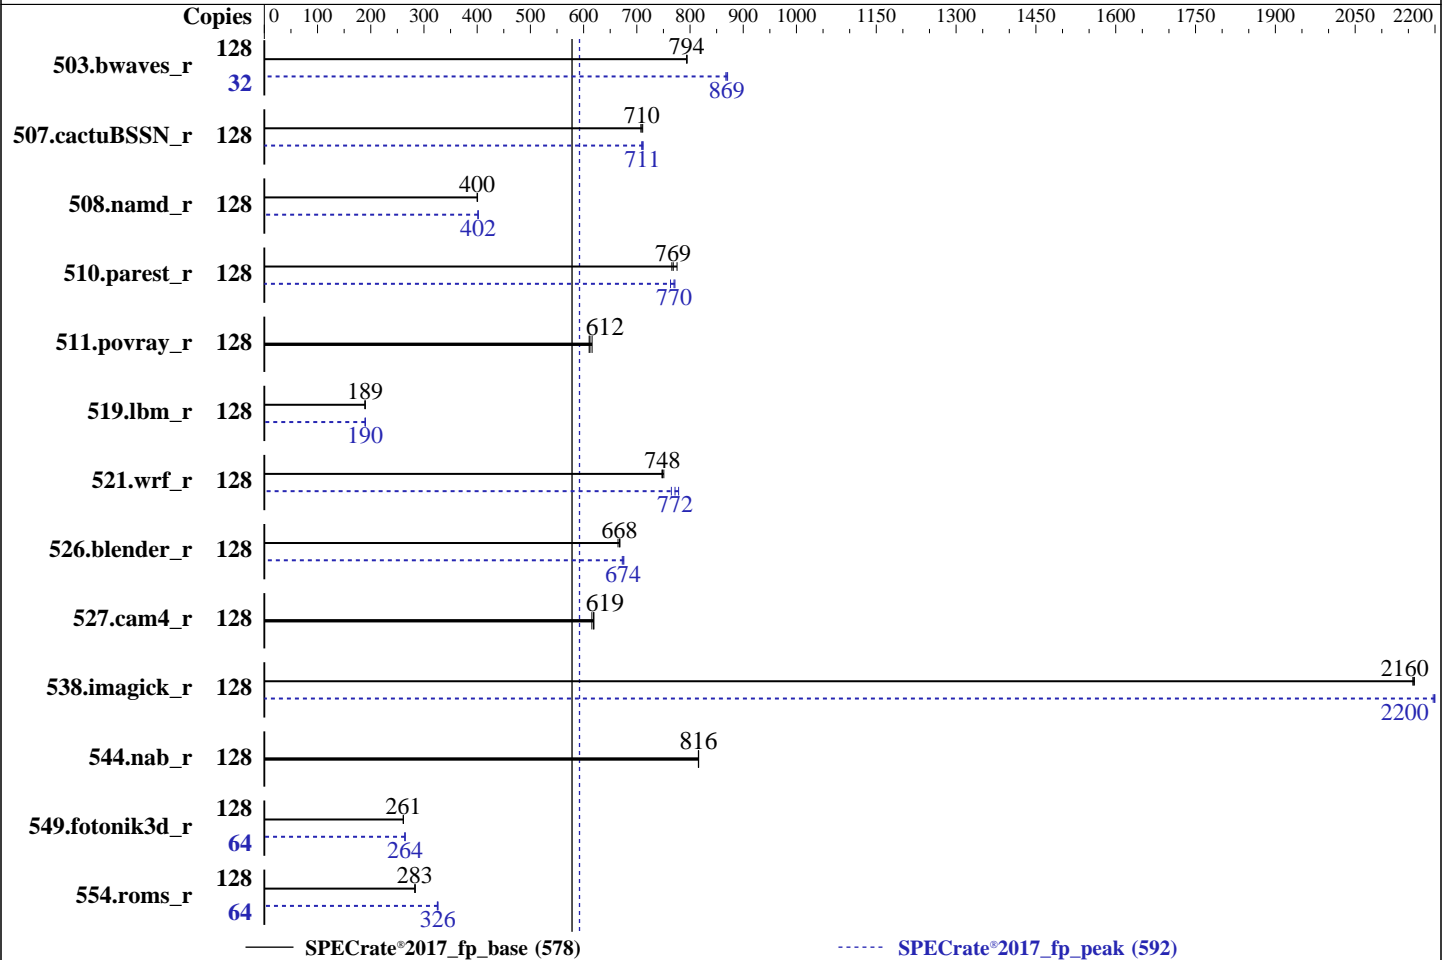 Copies 0 100 200 300 400 500 600 700 800 900 1000 1150 1300 1450 1600 1750 1900 2050 2200
503.bwaves_r 128 794
32 869
507.cactuBSSN_r 128 710
711
508.namd_r 128 400
402
510.parest_r 128 769
770
511.povray_r 128 612
519.lbm_r 128 189
190
521.wrf_r 128 748
772
526.blender_r 128 668
674
527.cam4_r 128 619
538.imagick_r 128 2160
2200
544.nab_r 128 816
549.fotonik3d_r 128 261
64 264
554.roms_r 128 283
64 326
SPECrate®2017_fp_base (578) SPECrate®2017_fp_peak (592)